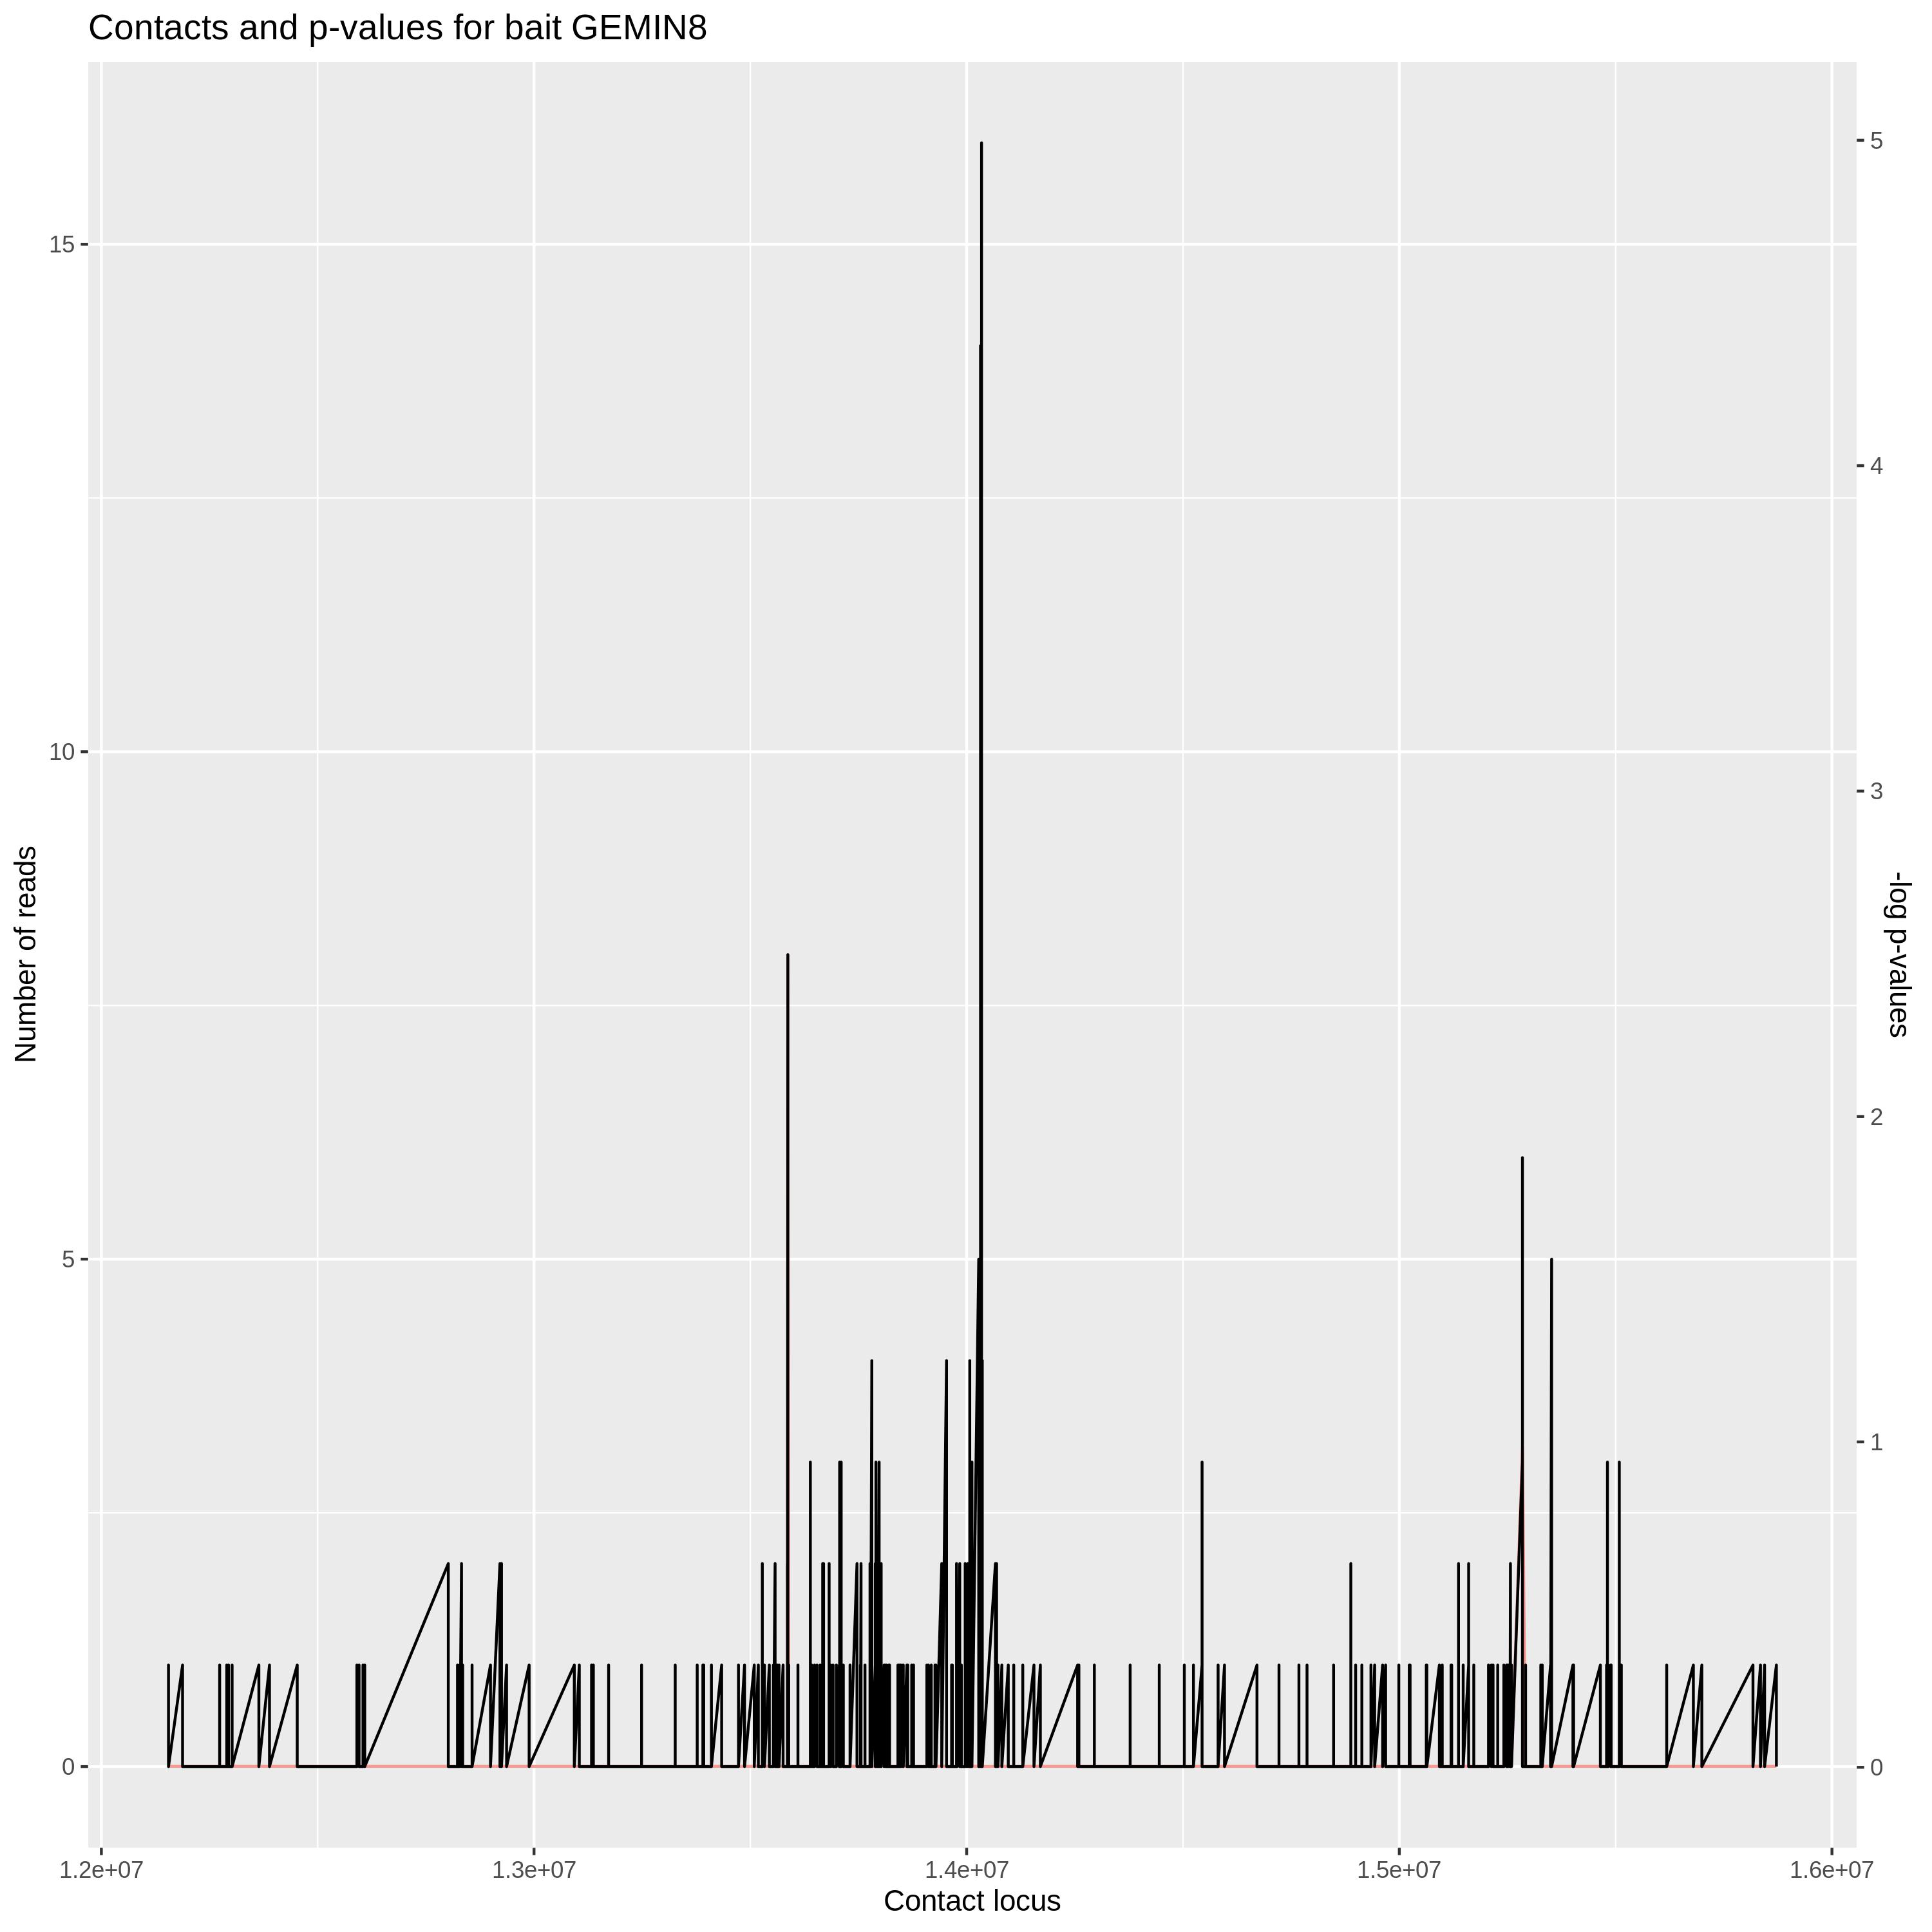 Contacts and p-values for bait GEMIN8
Number of reads
15
10
5
0
5
4
3
2
1
0
-log p-values
1.2e+07 1.3e+07 1.4e+07 1.5e+07 1.6e+07
Contact locus